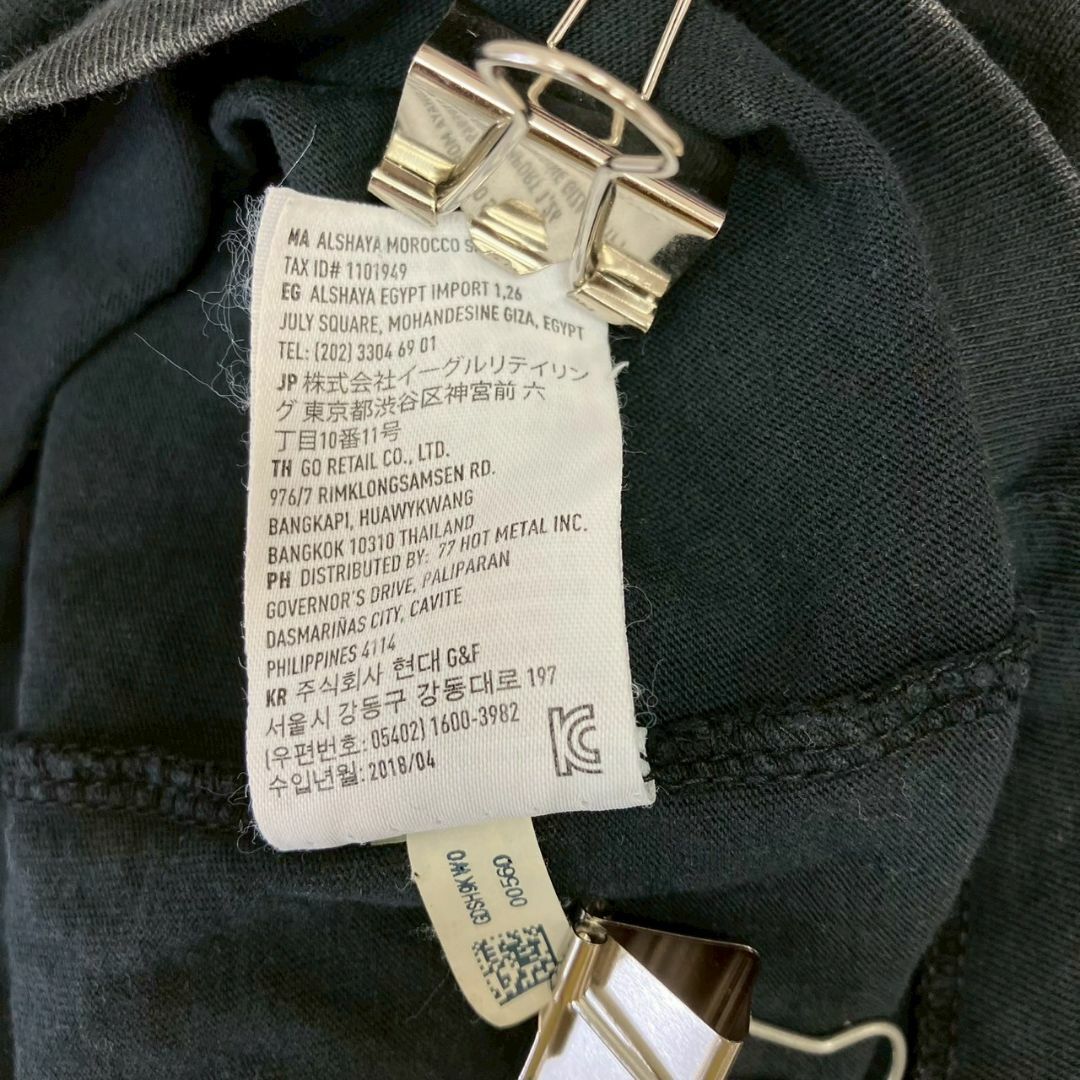 MA ALSHAYA MOROCCO
TAX ID# 1101949
EG ALSHAYA EGYPT IMPORT 1,26
JULY SQUARE, MOHANDESINE GIZA, EGYPT
TEL: (202) 3304 69 01
JP 株式会社イーグルリテイリン
グ 東京都渋谷区神宮前 六
丁目10番11号
TH GO RETAIL CO., LTD.
976/7 RIMKLONGSAMSEN RD.
BANGKAPI, HUAWYKWANG
BANGKOK 10310 THAILAND
PH DISTRIBUTED BY: 77 HOT METAL INC.
GOVERNOR'S DRIVE, PALIPARAN
DASMARIÑAS CITY, CAVITE
PHILIPPINES 4114
KR 주식회사 현대 G&F
서울시 강동구 강동대로 197
(우편번호: 05402) 1600-3982
수입년월: 2018/04
KC
00560